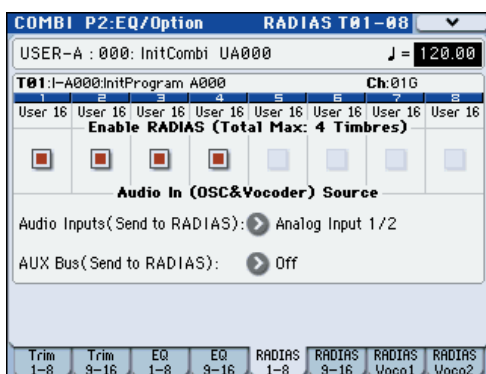 COMBI P2:EQ/Option RADIAS T01-08
USER-A : 000: InitCombi UA000 ♩= 120.00
T01:I-A000:InitProgram A000 Ch:01G
1 2 3 4 5 6 7 8
User 16 User 16 User 16 User 16 User 16 User 16 User 16 User 16
Enable RADIAS (Total Max: 4 Timbres)
Audio In (OSC&Vocoder) Source
Audio Inputs(Send to RADIAS): Analog Input 1/2
AUX Bus(Send to RADIAS): Off
Trim 1-8 Trim 9-16 EQ 1-8 EQ 9-16 RADIAS 1-8 RADIAS 9-16 RADIAS Voco1 RADIAS Voco2